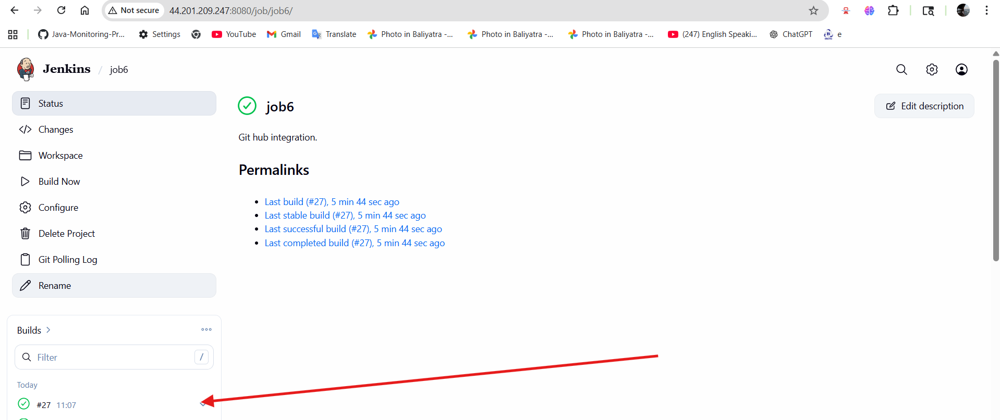 Not secure 44.201.209.247:8080/job/job6/
Java-Monitoring-Pr... Settings YouTube Gmail Translate Photo in Baliyatra -... Photo in Baliyatra -... Photo in Baliyatra -... (247) English Speaki... ChatGPT e
Jenkins / job6
Status
Changes
Workspace
Build Now
Configure
Delete Project
Git Polling Log
Rename
Builds
Filter /
Today
#27 11:07
job6
Edit description
Git hub integration.
Permalinks
Last build (#27), 5 min 44 sec ago
Last stable build (#27), 5 min 44 sec ago
Last successful build (#27), 5 min 44 sec ago
Last completed build (#27), 5 min 44 sec ago